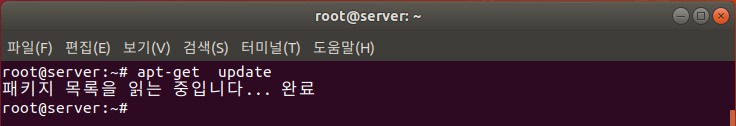 root@server: ~
파일(F) 편집(E) 보기(V) 검색(S) 터미널(T) 도움말(H)
root@server:~# apt-get  update
패키지 목록을 읽는 중입니다... 완료
root@server:~#